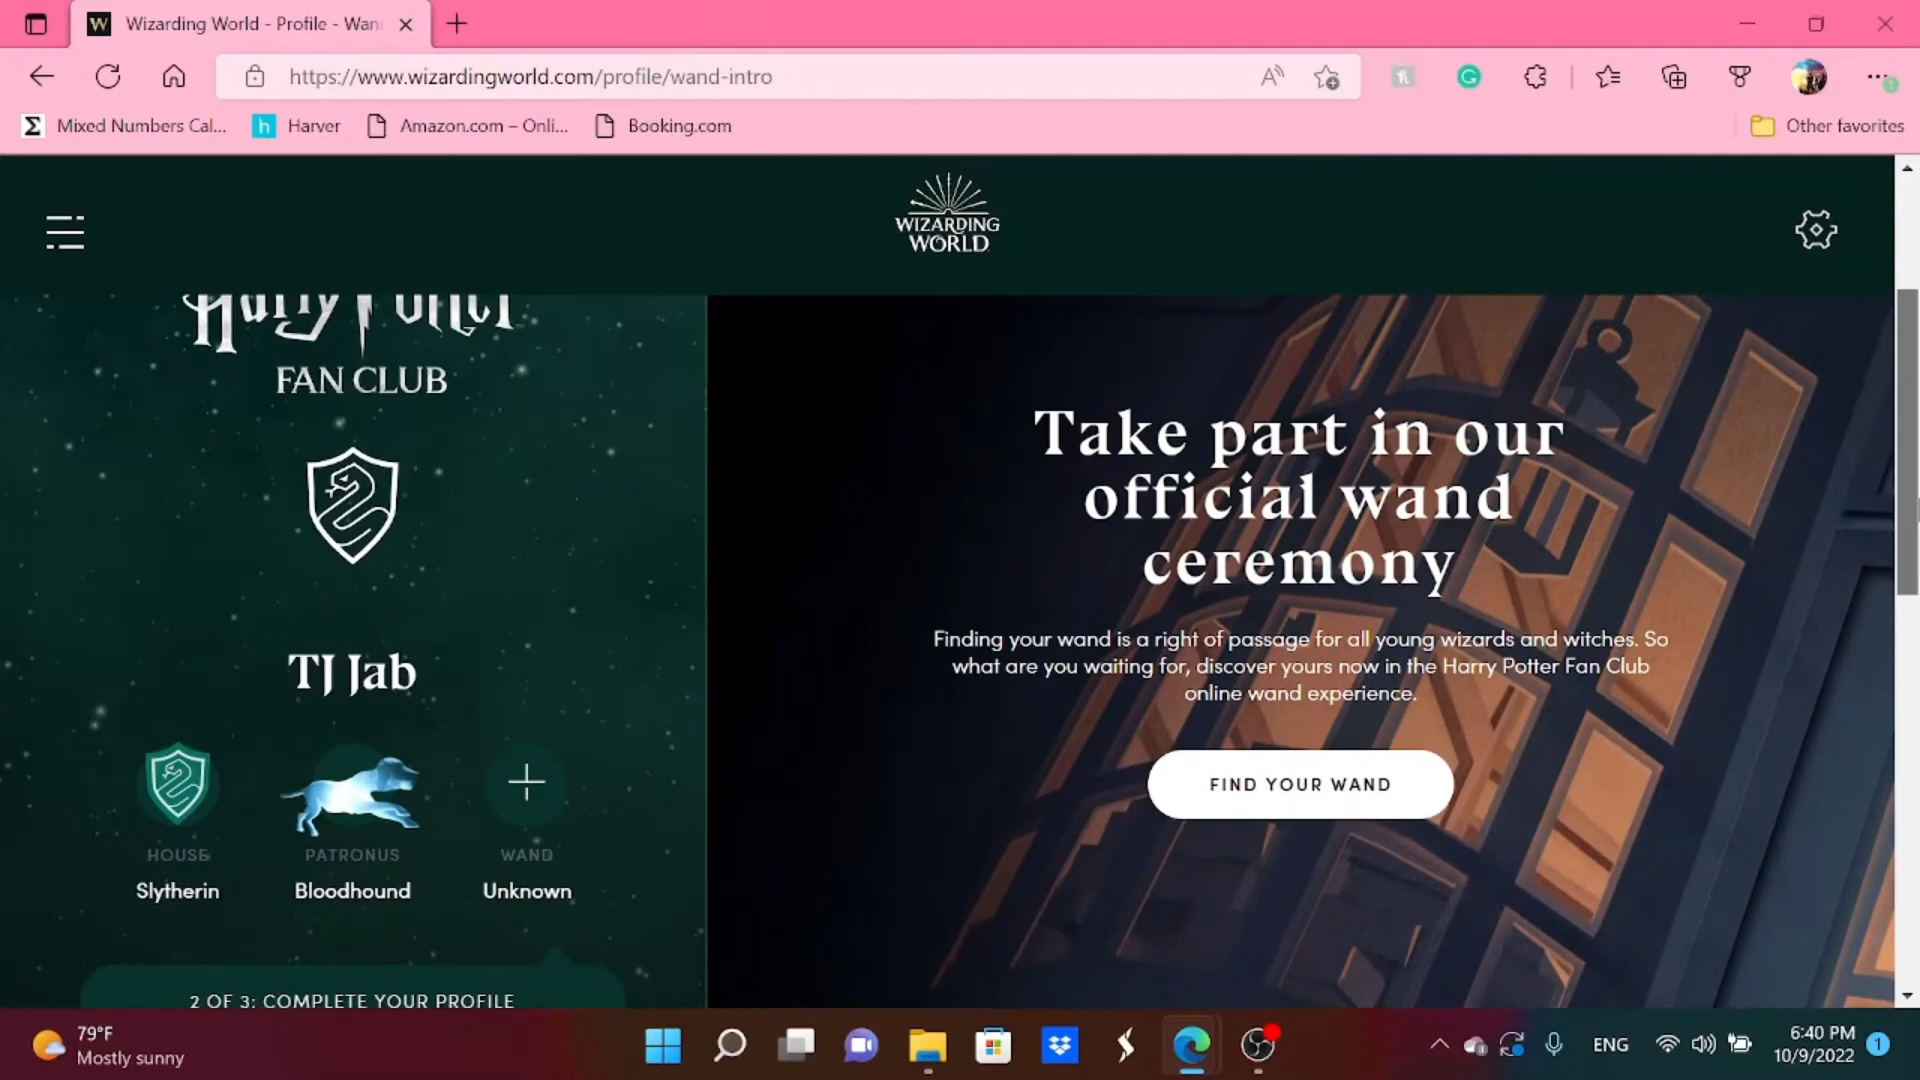 W Wizarding World - Profile - Wan
https://www.wizardingworld.com/profile/wand-intro
Mixed Numbers Cal...
h Harver
Amazon.com – Onli...
Booking.com
Other favorites
WIZARDING
WORLD
Harry Potter
FAN CLUB
TJ Jab
HOUSE
Slytherin
PATRONUS
Bloodhound
WAND
Unknown
2 OF 3: COMPLETE YOUR PROFILE
Take part in our
official wand
ceremony
Finding your wand is a right of passage for all young wizards and witches. So
what are you waiting for, discover yours now in the Harry Potter Fan Club
online wand experience.
FIND YOUR WAND
79°F
Mostly sunny
ENG
6:40 PM
10/9/2022
1